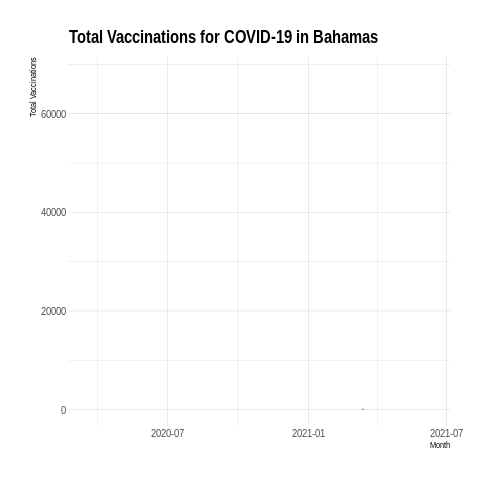 Total Vaccinations for COVID-19 in Bahamas
Total Vaccinations
60000
40000
20000
0
2020-07 2021-01 2021-07
Month